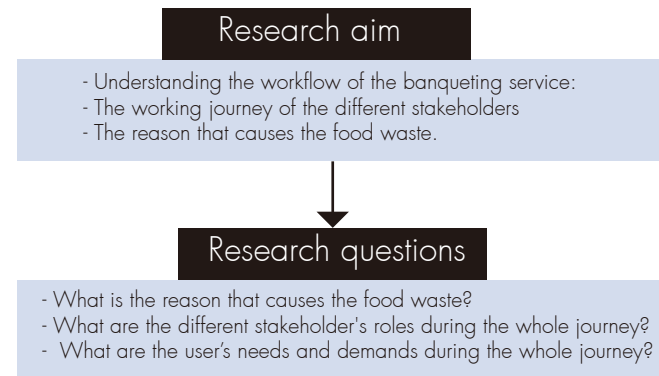 Research aim
- Understanding the workflow of the banqueting service:
- The working journey of the different stakeholders
- The reason that causes the food waste.
Research questions
- What is the reason that causes the food waste?
- What are the different stakeholder's roles during the whole journey?
- What are the user’s needs and demands during the whole journey?